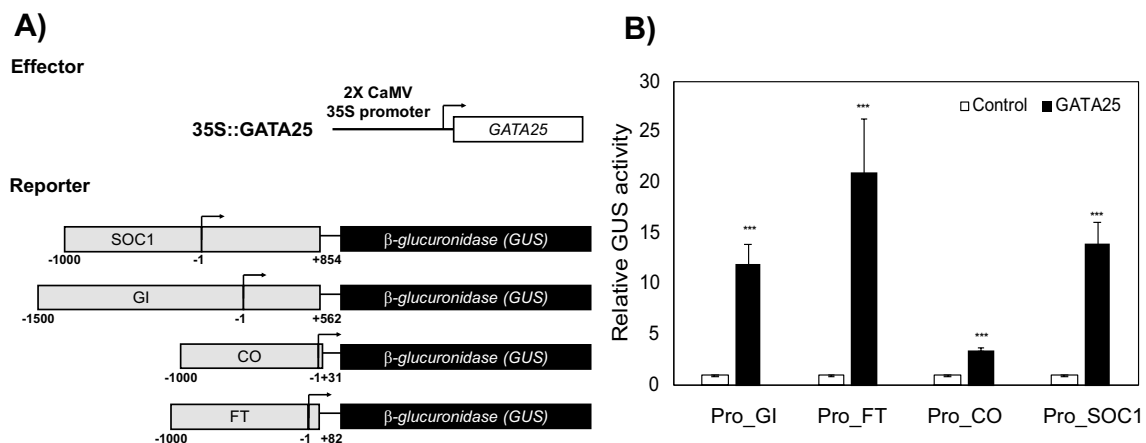 A)
Effector
2X CaMV
35S promoter
35S::GATA25
GATA25
Reporter
SOC1
β-glucuronidase (GUS)
-1000
-1
+854
GI
β-glucuronidase (GUS)
-1500
-1
+562
CO
β-glucuronidase (GUS)
-1000
-1+31
FT
β-glucuronidase (GUS)
-1000
-1
+82
B)
Relative GUS activity
30
25
20
15
10
5
0
Control
GATA25
***
***
***
***
Pro_GI
Pro_FT
Pro_CO
Pro_SOC1